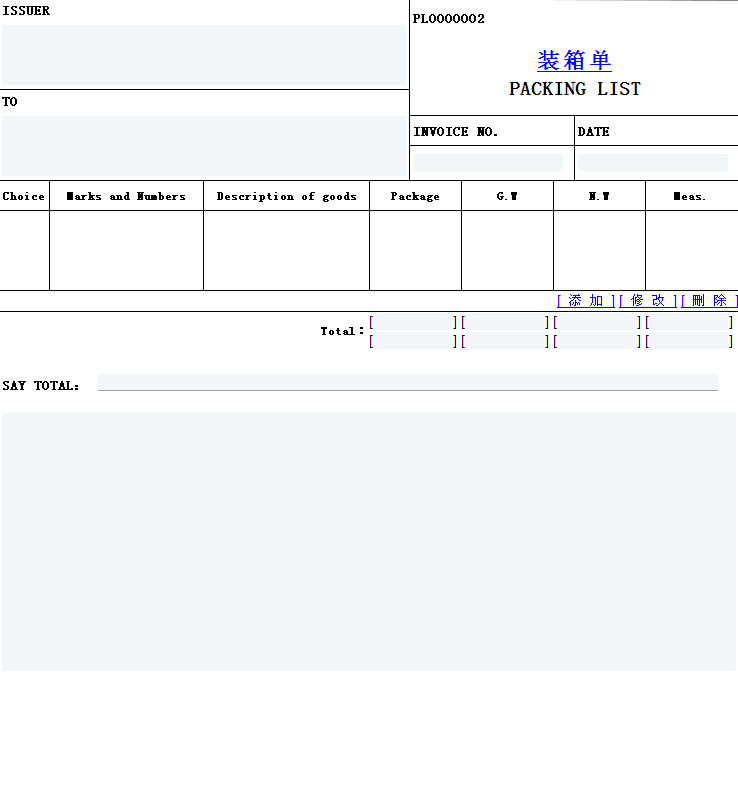 ISSUER
PL0000002
装箱单
PACKING LIST
TO
INVOICE NO.
DATE
Choice Marks and Numbers Description of goods Package G.W N.W Meas.
[ 添 加 ][ 修 改 ][ 刪 除 ]
Total： [ ][ ][ ][ ]
[ ][ ][ ][ ]
SAY TOTAL: